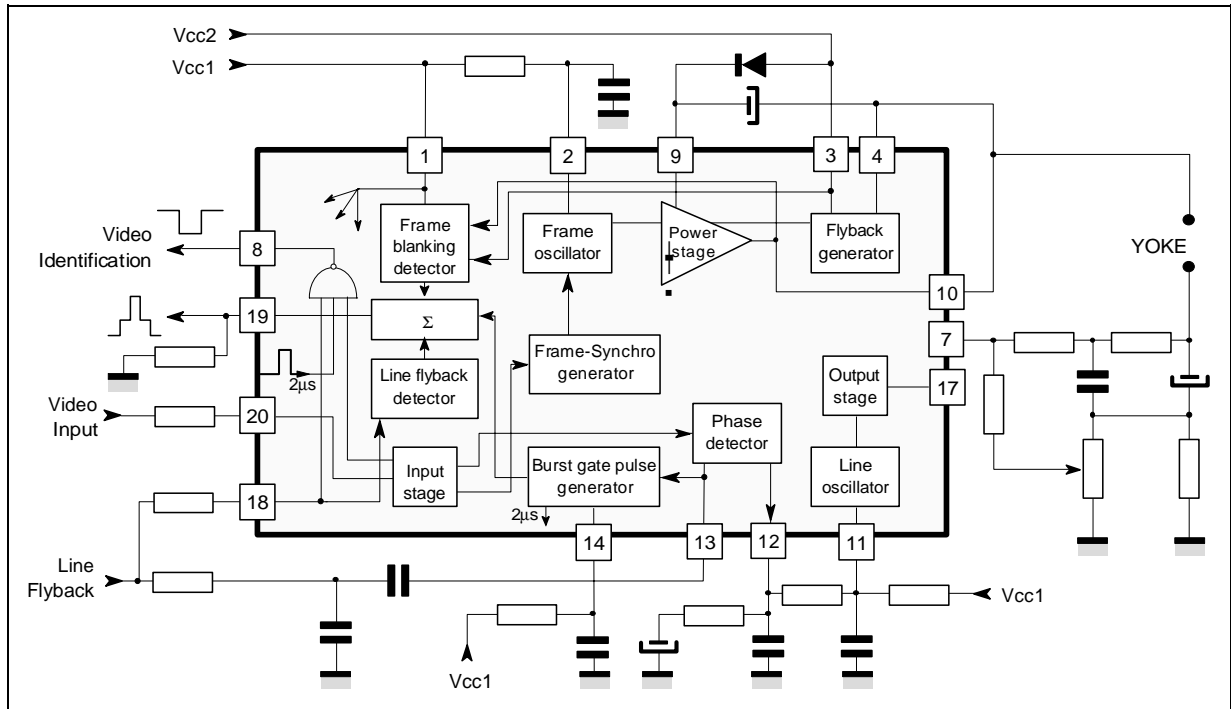 Vcc2
Vcc1
1
2
9
3
4
Video
Identification
8
Frame
blanking
detector
Frame
oscillator
Power
stage
Flyback
generator
YOKE
10
19
Σ
7
2µs
Line flyback
detector
Frame-Synchro
generator
Output
stage
17
Video
Input
20
Phase
detector
Input
stage
Burst gate pulse
generator
Line
oscillator
18
2µs
14
13
12
11
Line
Flyback
Vcc1
Vcc1